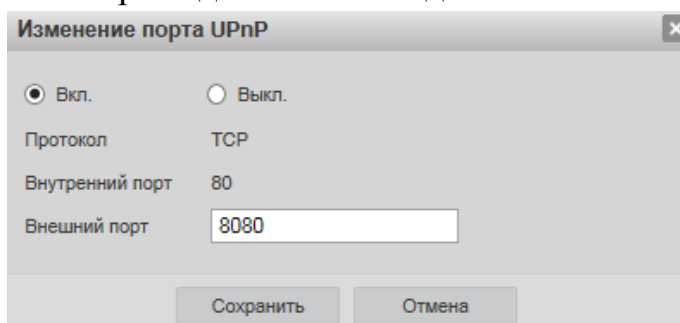 Изменение порта UPnP
Вкл. Выкл.
Протокол TCP
Внутренний порт 80
Внешний порт 8080
Сохранить Отмена